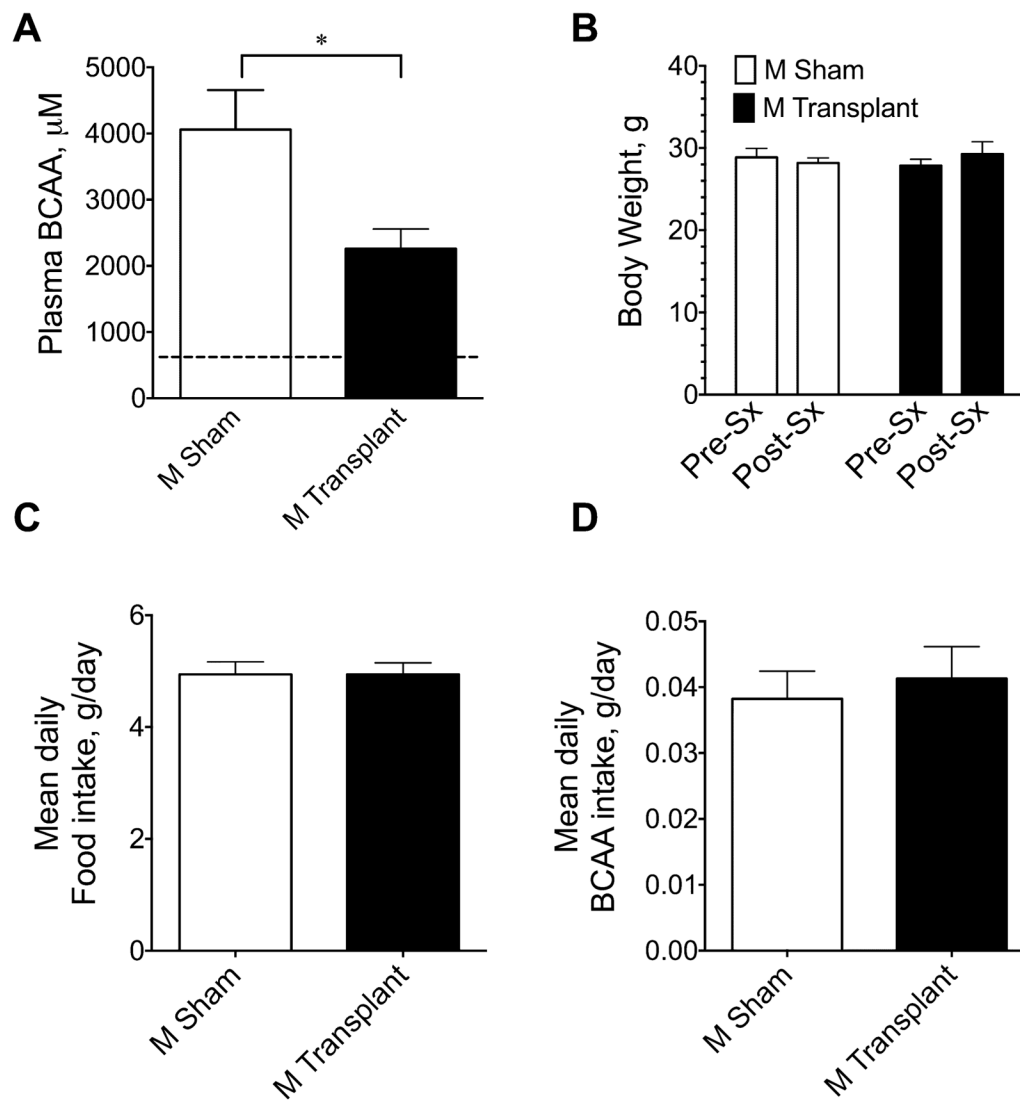 A
*
Plasma BCAA, μM
5000
4000
3000
2000
1000
0
M Sham
M Transplant
B
M Sham
M Transplant
Body Weight, g
40
30
20
10
0
Pre-Sx
Post-Sx
Pre-Sx
Post-Sx
C
Mean daily
Food intake, g/day
6
4
2
0
M Sham
M Transplant
D
Mean daily
BCAA intake, g/day
0.05
0.04
0.03
0.02
0.01
0.00
M Sham
M Transplant